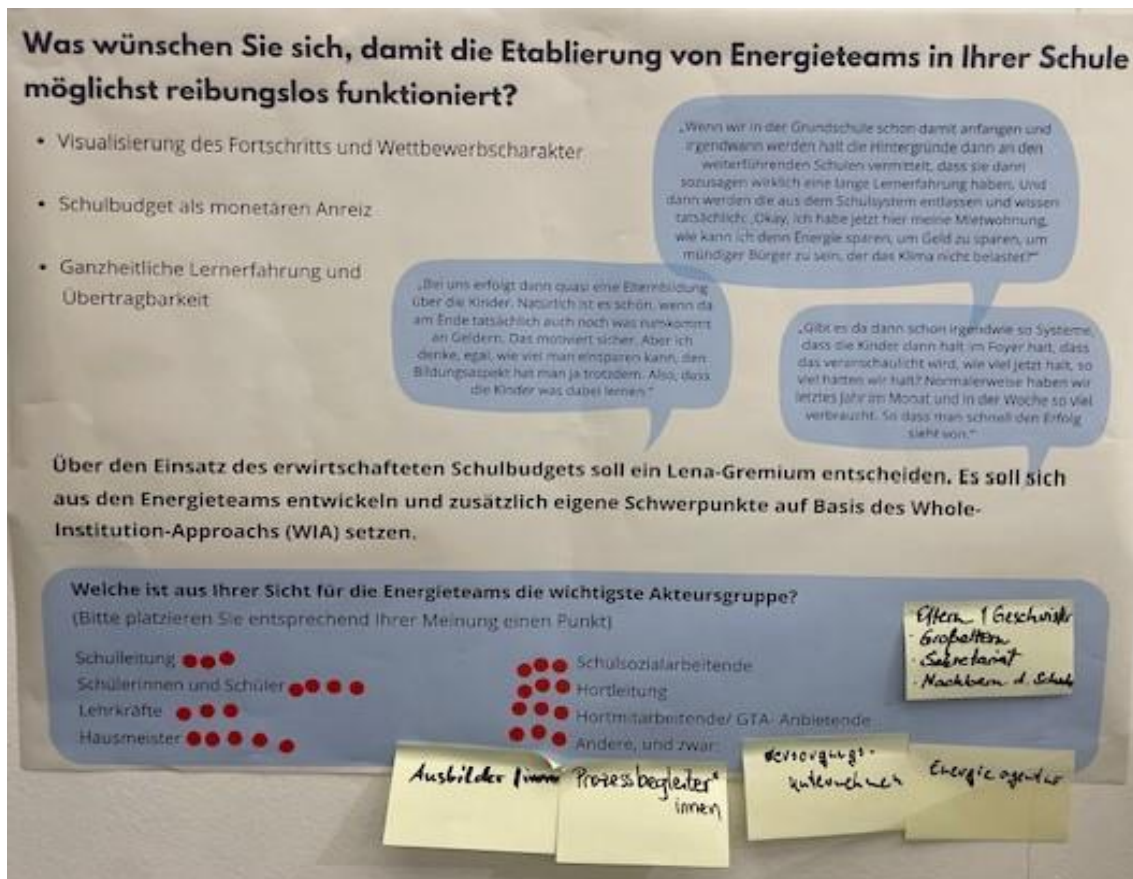 Was wünschen Sie sich, damit die Etablierung von Energieteams in Ihrer Schule
möglichst reibungslos funktioniert?
• Visualisierung des Fortschritts und Wettbewerbscharakter
• Schulbudget als monetären Anreiz
• Ganzheitliche Lernerfahrung und
Übertragbarkeit
„Wenn wir in der Grundschule schon damit anfangen und
irgendwann werden halt die Hintergründe dann an den
weiterführenden Schulen vermittelt, dass sie dann
sozusagen wirklich eine lange Lernerfahrung haben. Und
dann werden die aus dem Schulsystem entlassen und wissen
tatsächlich: ‚Okay, ich habe jetzt hier meine Mietwohnung,
wie kann ich denn Energie sparen, um Geld zu sparen, um
mündiger Bürger zu sein, der das Klima nicht belastet?‘“
„Bei uns erfolgt dann quasi eine Elternbildung
über die Kinder. Natürlich ist es schön, wenn da
am Ende tatsächlich auch noch was rumkommt
an Geldern. Das motiviert sicher. Aber ich
denke, egal, wie viel man einsparen kann, den
Bildungsaspekt hat man ja trotzdem. Also, dass
die Kinder was dabei lernen.“
„Gibt es da dann schon irgendwie so Systeme,
dass die Kinder dann halt im Foyer halt, dass
das veranschaulicht wird, wie viel jetzt halt, so
viel hatten wir halt? Normalerweise haben wir
letztes Jahr im Monat und in der Woche so viel
verbraucht. So dass man schnell den Erfolg
sieht von.“
Über den Einsatz des erwirtschafteten Schulbudgets soll ein Lena-Gremium entscheiden. Es soll sich
aus den Energieteams entwickeln und zusätzlich eigene Schwerpunkte auf Basis des Whole-
Institution-Approachs (WIA) setzen.
Welche ist aus Ihrer Sicht für die Energieteams die wichtigste Akteursgruppe?
(Bitte platzieren Sie entsprechend Ihrer Meinung einen Punkt)
Schulleitung
Schülerinnen und Schüler
Lehrkräfte
Hausmeister
Schulsozialarbeitende
Hortleitung
Hortmitarbeitende/ GTA- Anbietende
Andere, und zwar:
Eltern / Geschwister
- Großeltern
- Sekretariat
- Nachbarn d. Schule
Ausbilder
Prozessbegleiter*
innen
Versorgungs-
unternehmen
Energieagentur